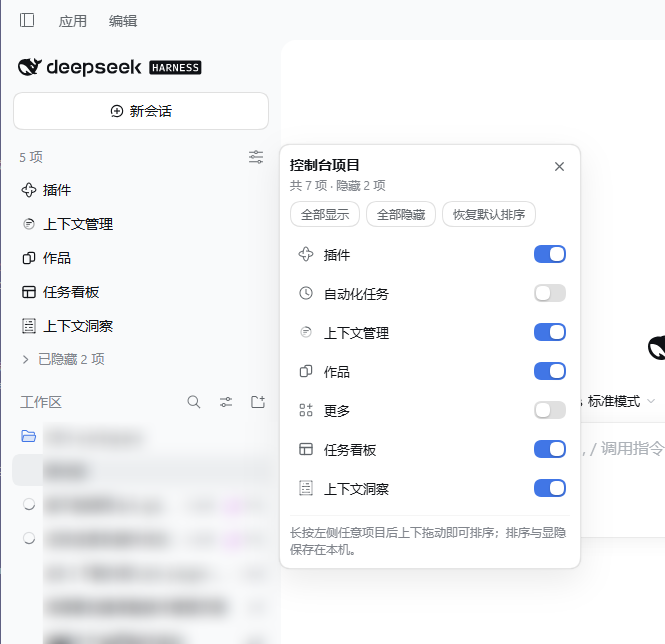 应用 编辑
deepseek HARNESS
新会话
5 项
插件
上下文管理
作品
任务看板
上下文洞察
已隐藏 2 项
工作区
控制台项目
共 7 项 · 隐藏 2 项
全部显示 全部隐藏 恢复默认排序
插件
自动化任务
上下文管理
作品
更多
任务看板
上下文洞察
长按左侧任意项目后上下拖动即可排序；排序与显隐
保存在本机。
标准模式
, / 调用指令